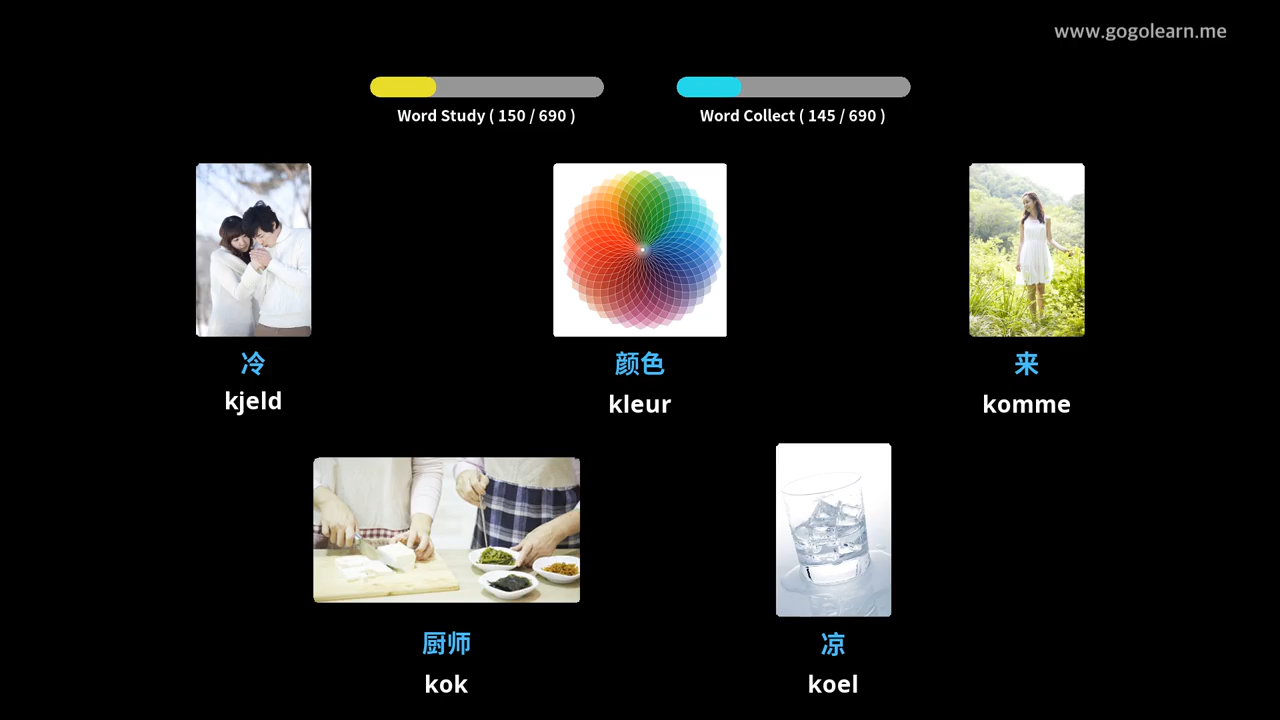 www.gogolearn.me
Word Study ( 150 / 690 )
Word Collect ( 145 / 690 )
冷
kjeld
颜色
kleur
来
komme
厨师
kok
凉
koel